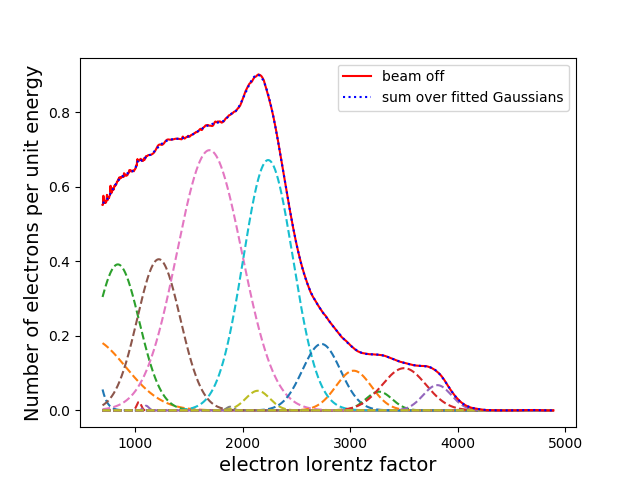 beam off
sum over fitted Gaussians
Number of electrons per unit energy
0.8
0.6
0.4
0.2
0.0
1000 2000 3000 4000 5000
electron lorentz factor